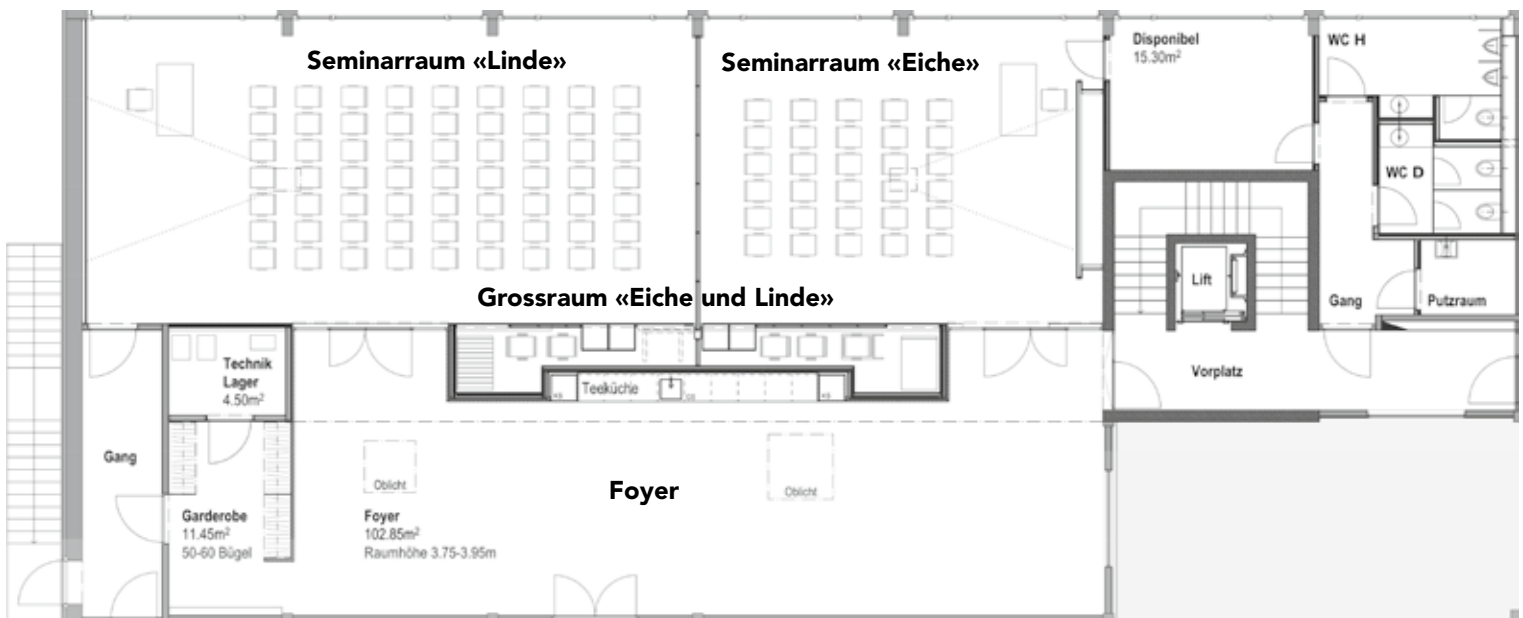 Seminarraum «Linde»
Seminarraum «Eiche»
Disponibel
15.30m²
WC H
WC D
Grossraum «Eiche und Linde»
Lift
Gang
Putzraum
Technik
Lager
4.50m²
Teeküche
Vorplatz
Gang
Oblicht
Foyer
Oblicht
Garderobe
11.45m²
50-60 Bügel
Foyer
102.85m²
Raumhöhe 3.75-3.95m